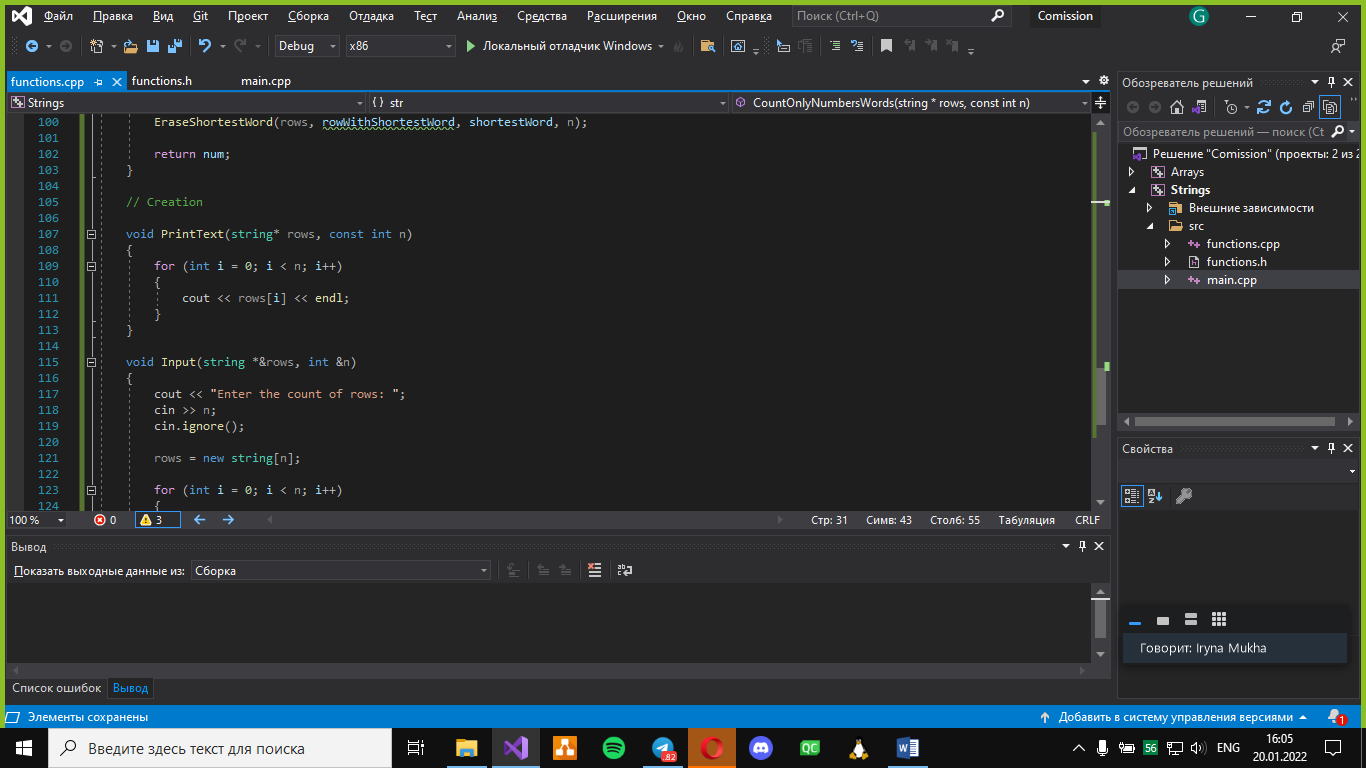 Файл Правка Вид Git Проект Сборка Отладка Тест Анализ Средства Расширения Окно Справка Поиск (Ctrl+Q) Comission G
Debug x86 Локальный отладчик Windows
functions.cpp functions.h main.cpp
Strings {} str CountOnlyNumbersWords(string * rows, const int n)
100 EraseShortestWord(rows, rowWithShortestWord, shortestWord, n);
101
102 return num;
103 }
104
105 // Creation
106
107 void PrintText(string* rows, const int n)
108 {
109 for (int i = 0; i < n; i++)
110 {
111 cout << rows[i] << endl;
112 }
113 }
114
115 void Input(string *&rows, int &n)
116 {
117 cout << "Enter the count of rows: ";
118 cin >> n;
119 cin.ignore();
120
121 rows = new string[n];
122
123 for (int i = 0; i < n; i++)
124 {
100 % 0 3 Стр: 31 Симв: 43 Столб: 55 Табуляция CRLF
Вывод
Показать выходные данные из: Сборка
Список ошибок Вывод
Обозреватель решений
Обозреватель решений — поиск (Ct
Решение "Comission" (проекты: 2 из 2
Arrays
Strings
Внешние зависимости
src
functions.cpp
functions.h
main.cpp
Свойства
Говорит: Iryna Mukha
Элементы сохранены Добавить в систему управления версиями 1
Введите здесь текст для поиска 82 QC W 56 ENG 16:05
20.01.2022